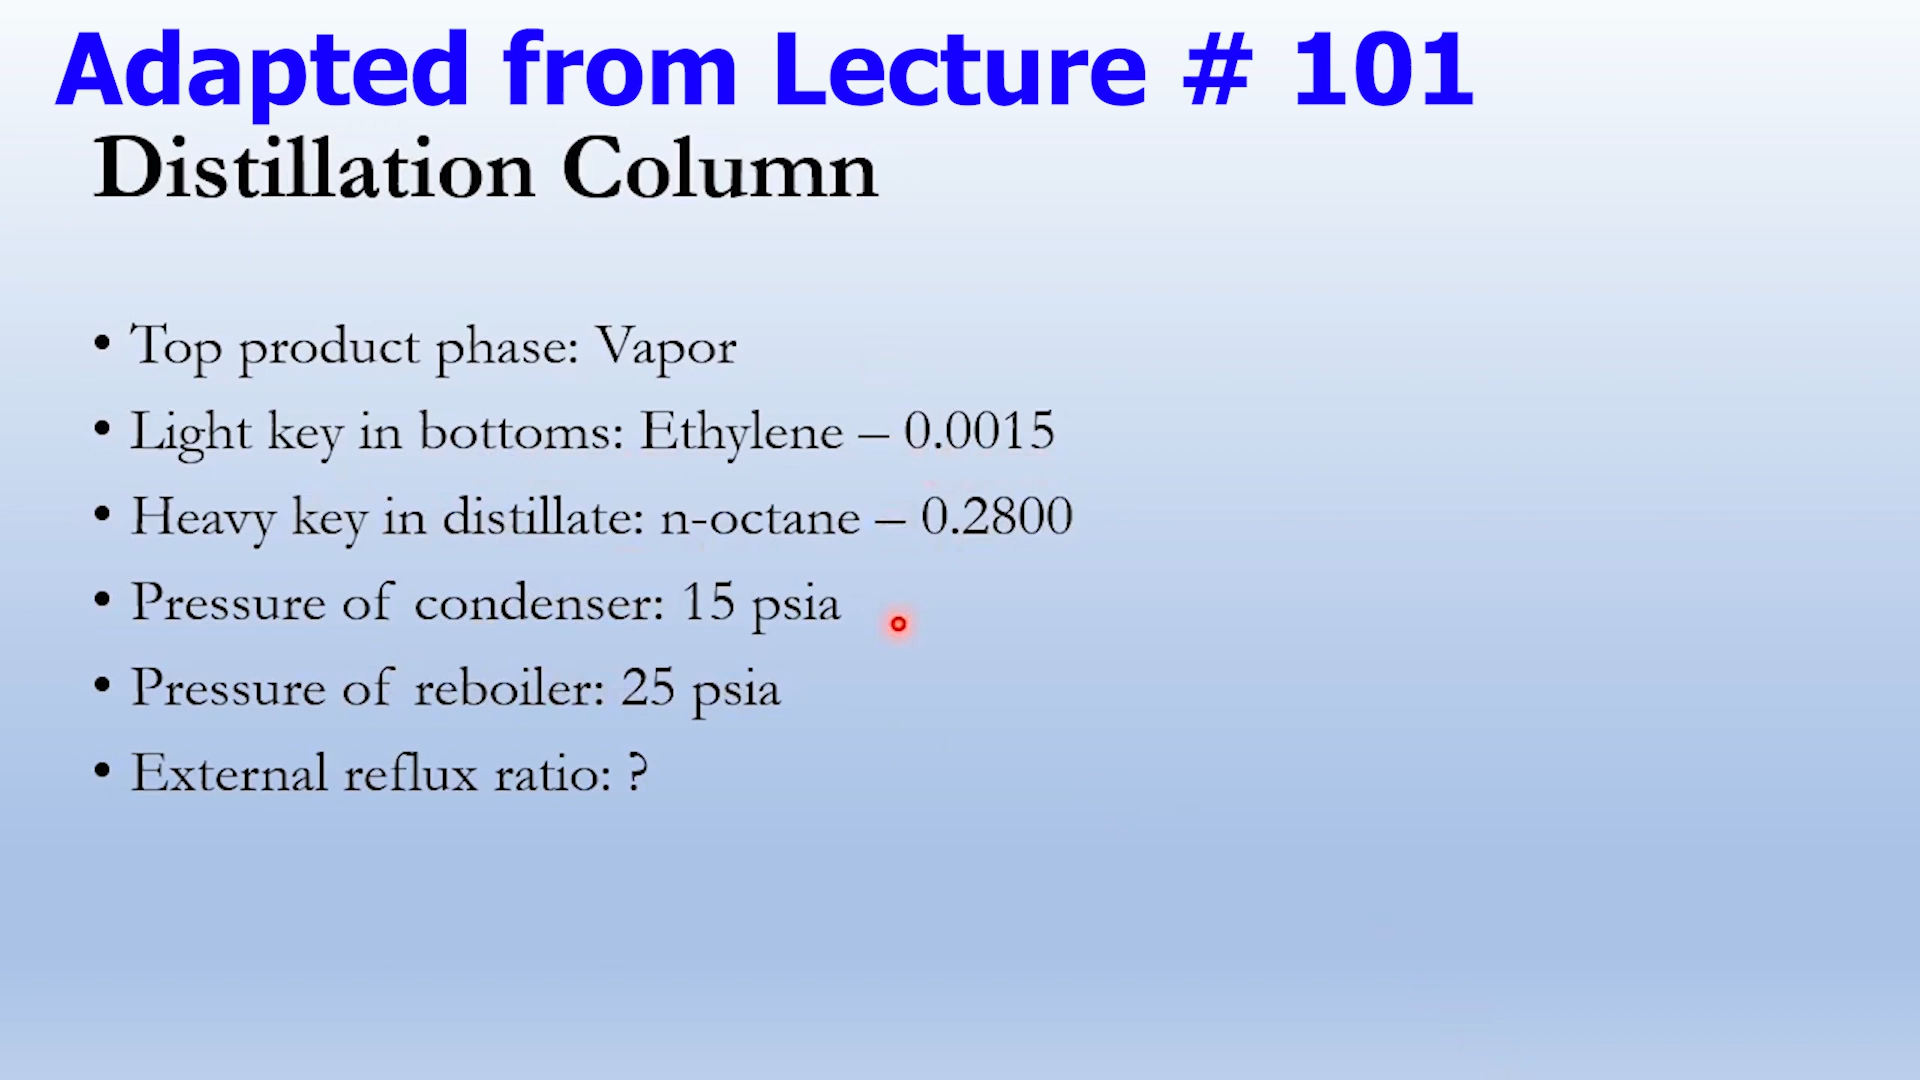 Adapted from Lecture # 101
Distillation Column
• Top product phase: Vapor
• Light key in bottoms: Ethylene – 0.0015
• Heavy key in distillate: n-octane – 0.2800
• Pressure of condenser: 15 psia
• Pressure of reboiler: 25 psia
• External reflux ratio: ?